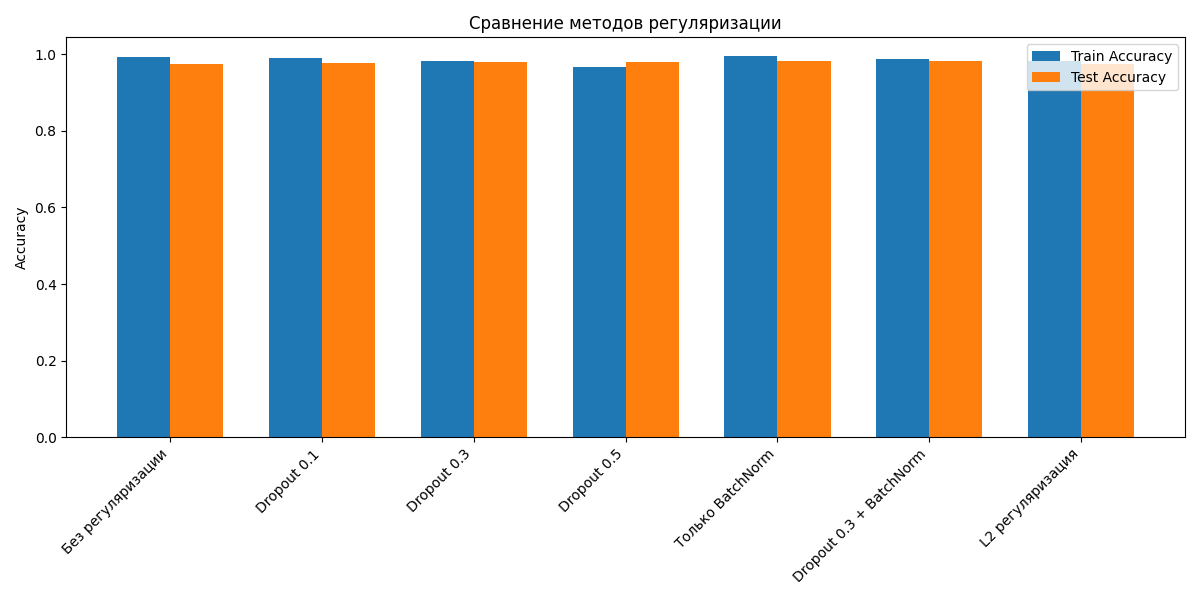 Сравнение методов регуляризации
Train Accuracy
Test Accuracy
Accuracy
1.0
0.8
0.6
0.4
0.2
0.0
Без регуляризации
Dropout 0.1
Dropout 0.3
Dropout 0.5
Только BatchNorm
Dropout 0.3 + BatchNorm
L2 регуляризация